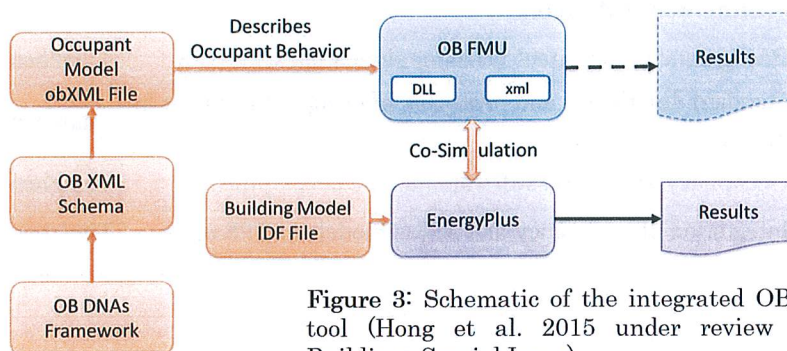 Describes
Occupant Behavior
Occupant
Model
obXML File
OB FMU
DLL
xml
Results
Co-Simulation
OB XML
Schema
Building Model
IDF File
EnergyPlus
Results
OB DNAs
Framework
Figure 3: Schematic of the integrated OB
tool (Hong et al. 2015 under review